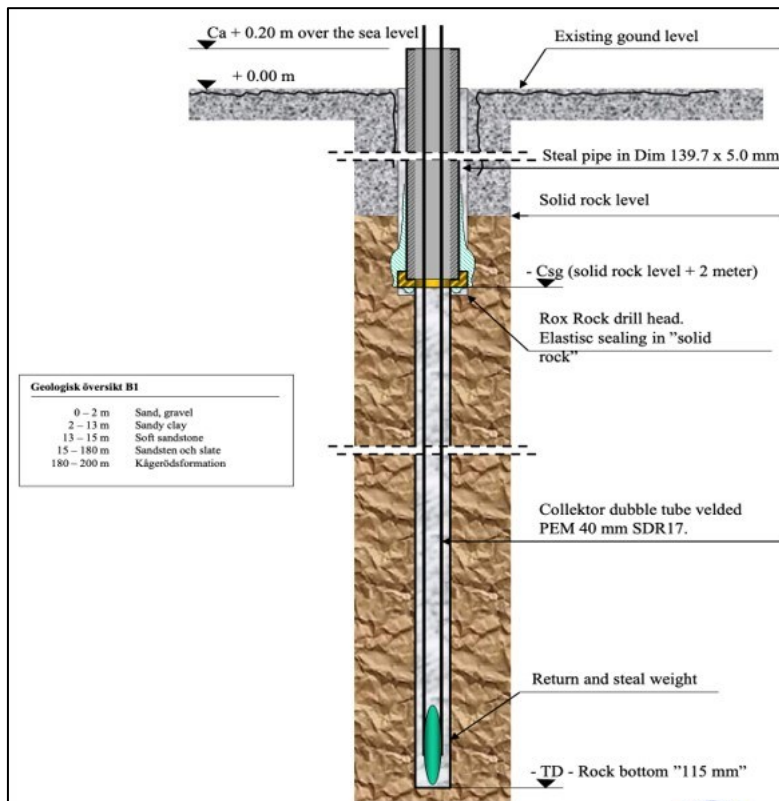 Ca + 0.20 m over the sea level
Existing gound level
+ 0.00 m
Steal pipe in Dim 139.7 x 5.0 mm
Solid rock level
- Csg (solid rock level + 2 meter)
Rox Rock drill head.
Elastisc sealing in ”solid
rock”
Geologisk översikt B1
0 – 2 m Sand, gravel
2 – 13 m Sandy clay
13 – 15 m Soft sandstone
15 – 180 m Sandsten och slate
180 – 200 m Kågerödsformation
Collektor dubble tube velded
PEM 40 mm SDR17.
Return and steal weight
- TD - Rock bottom ”115 mm”